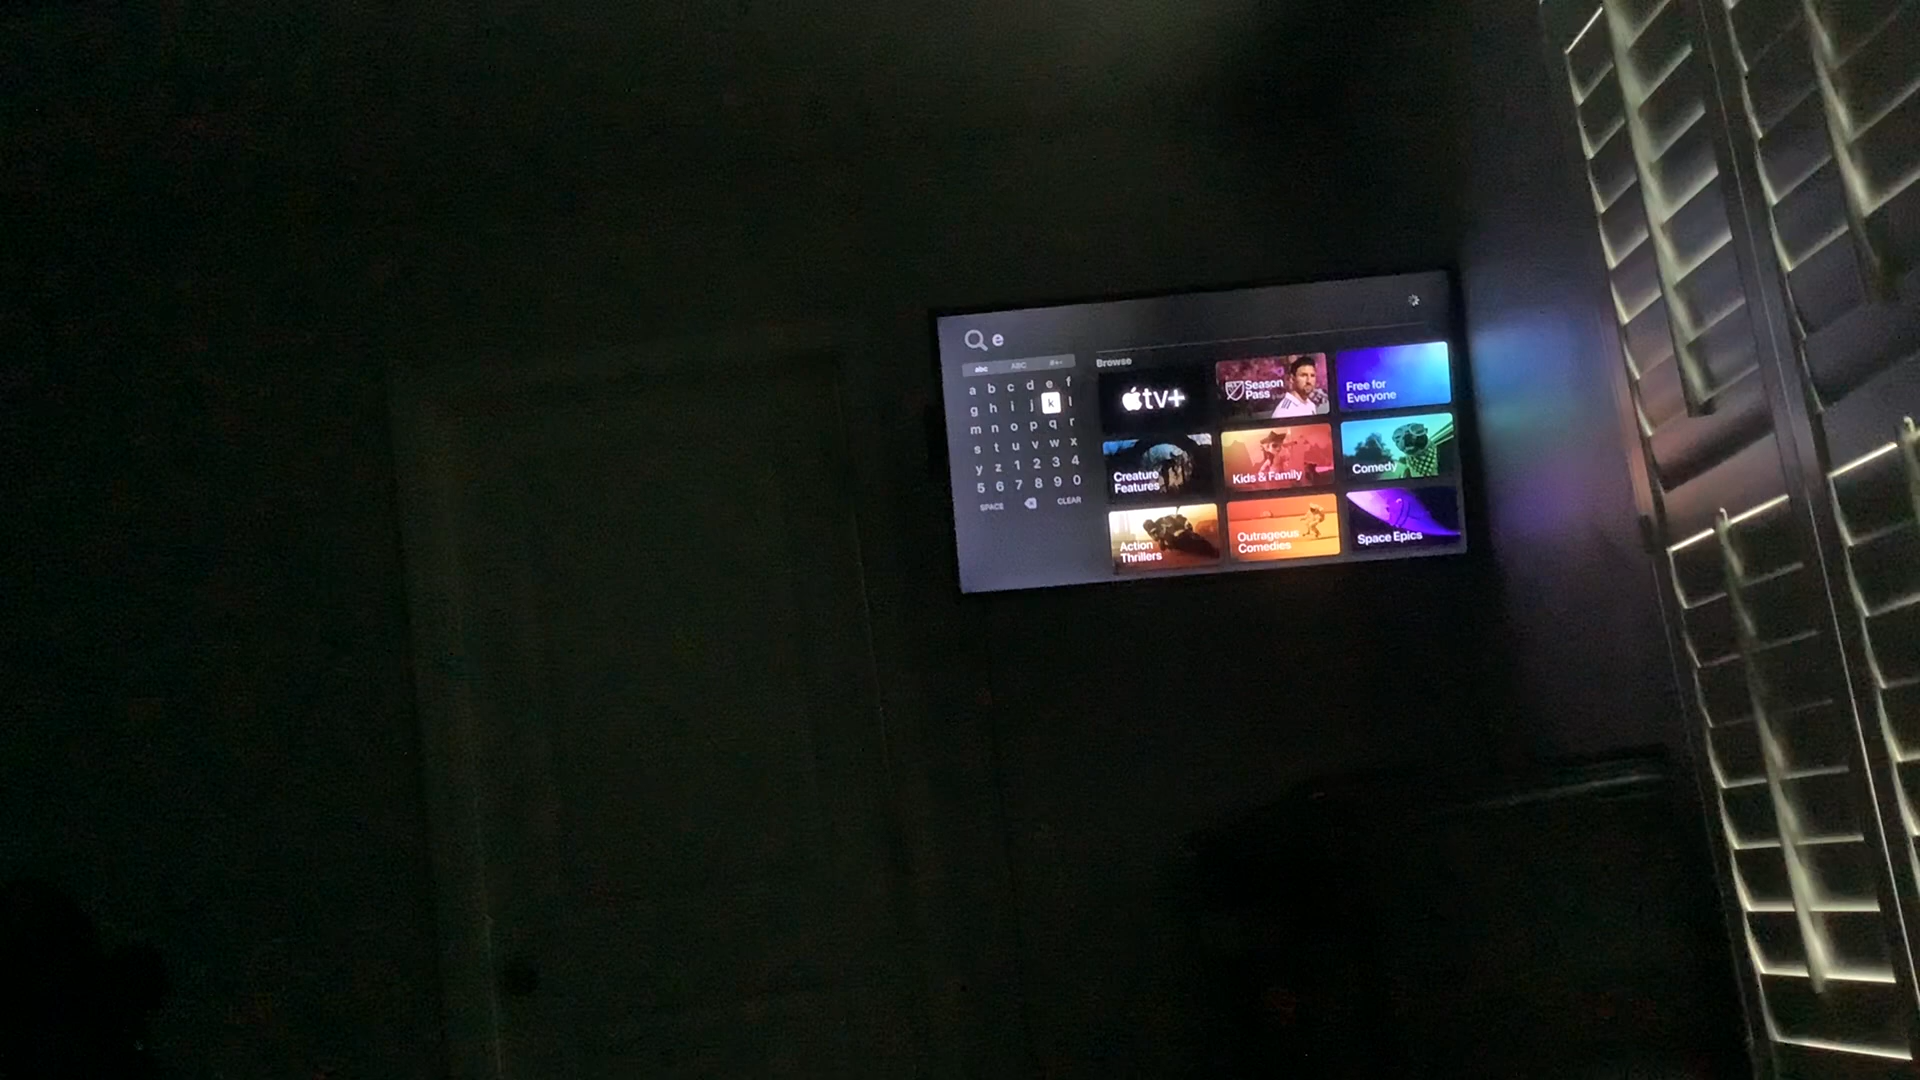 e
abc ABC #+-
a b c d e f
g h i j k l
m n o p q r
s t u v w x
y z 1 2 3 4
5 6 7 8 9 0
SPACE CLEAR
Browse
tv+
Season
Pass
Free for
Everyone
Creature
Features
Kids & Family
Comedy
Action
Thrillers
Outrageous
Comedies
Space Epics